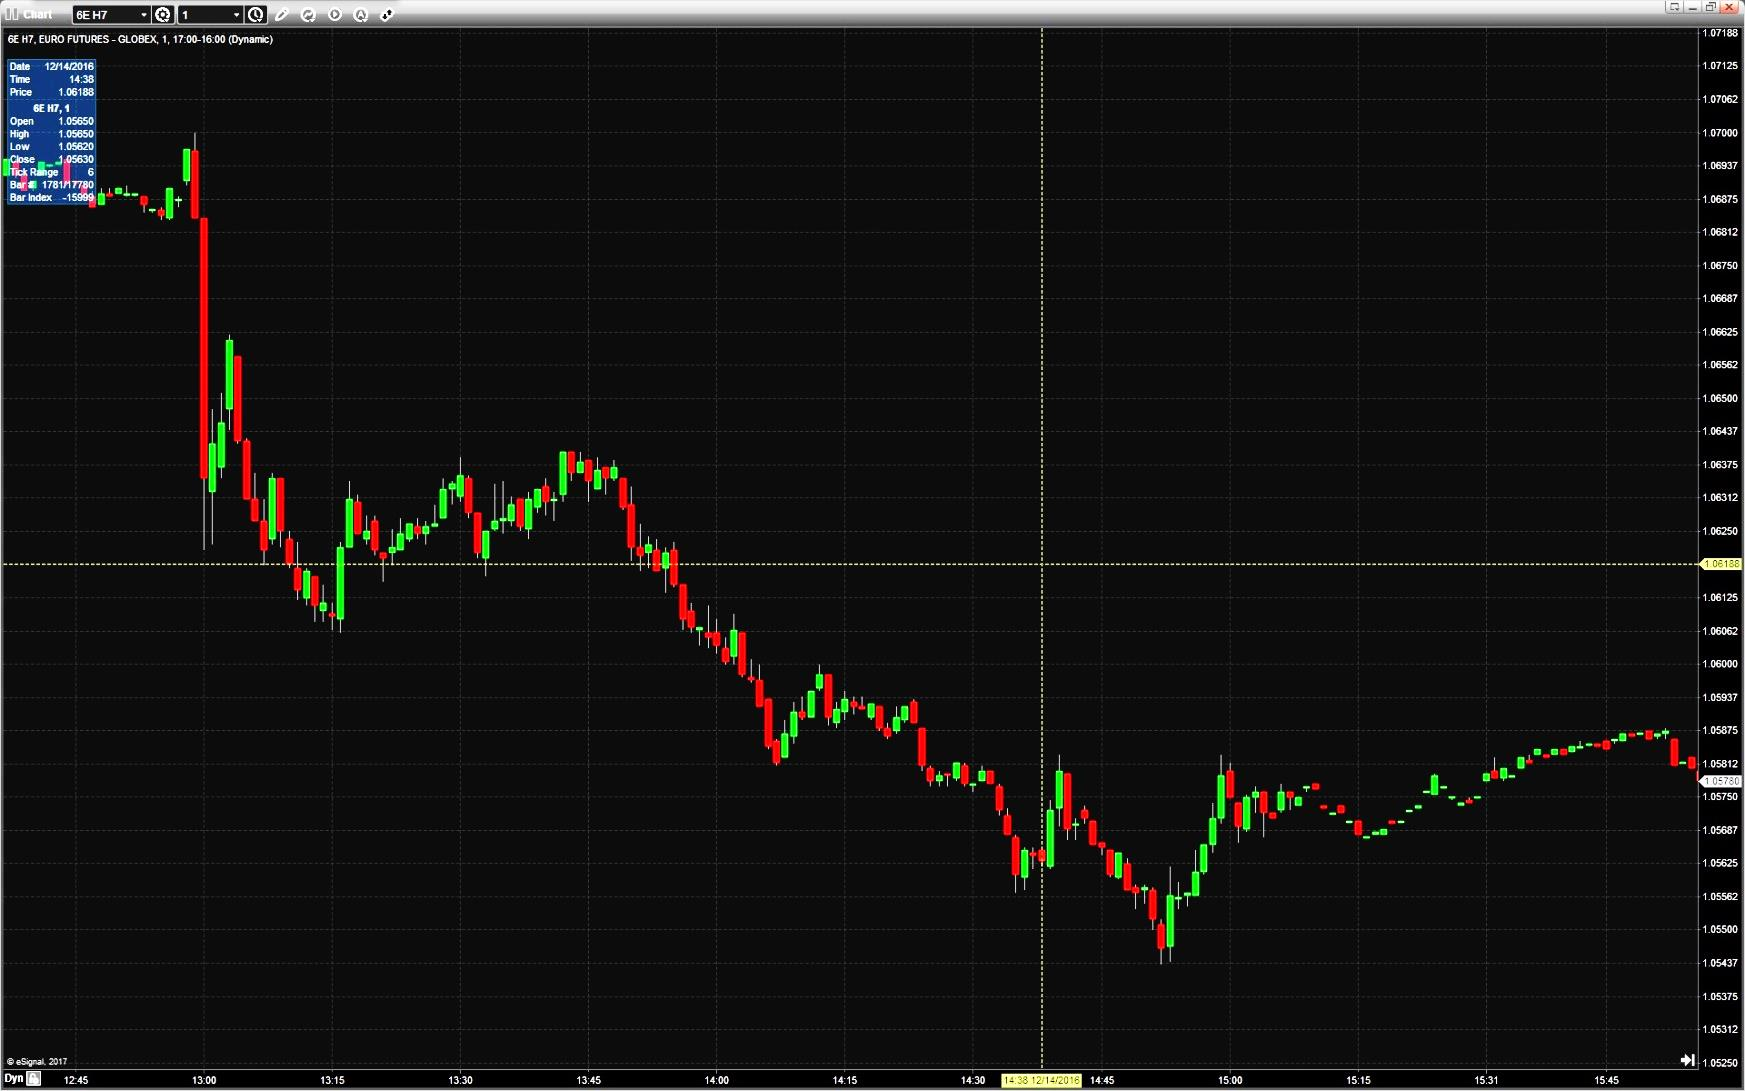 Chart 6E H7 1
6E H7, EURO FUTURES - GLOBEX, 1, 17:00-16:00 (Dynamic)
Date 12/14/2016
Time 14:38
Price 1.06188
6E H7, 1
Open 1.05650
High 1.05650
Low 1.05620
Close 1.05630
Tick Range 6
Bar # 1781/17780
Bar Index -15999
1.07188
1.07125
1.07062
1.07000
1.06937
1.06875
1.06812
1.06750
1.06687
1.06625
1.06562
1.06500
1.06437
1.06375
1.06312
1.06250
1.06188
1.06125
1.06062
1.06000
1.05937
1.05875
1.05812
1.05780
1.05750
1.05687
1.05625
1.05562
1.05500
1.05437
1.05375
1.05312
1.05250
© eSignal, 2017
Dyn 12:45 13:00 13:15 13:30 13:45 14:00 14:15 14:30 14:38 12/14/2016 14:45 15:00 15:15 15:31 15:45